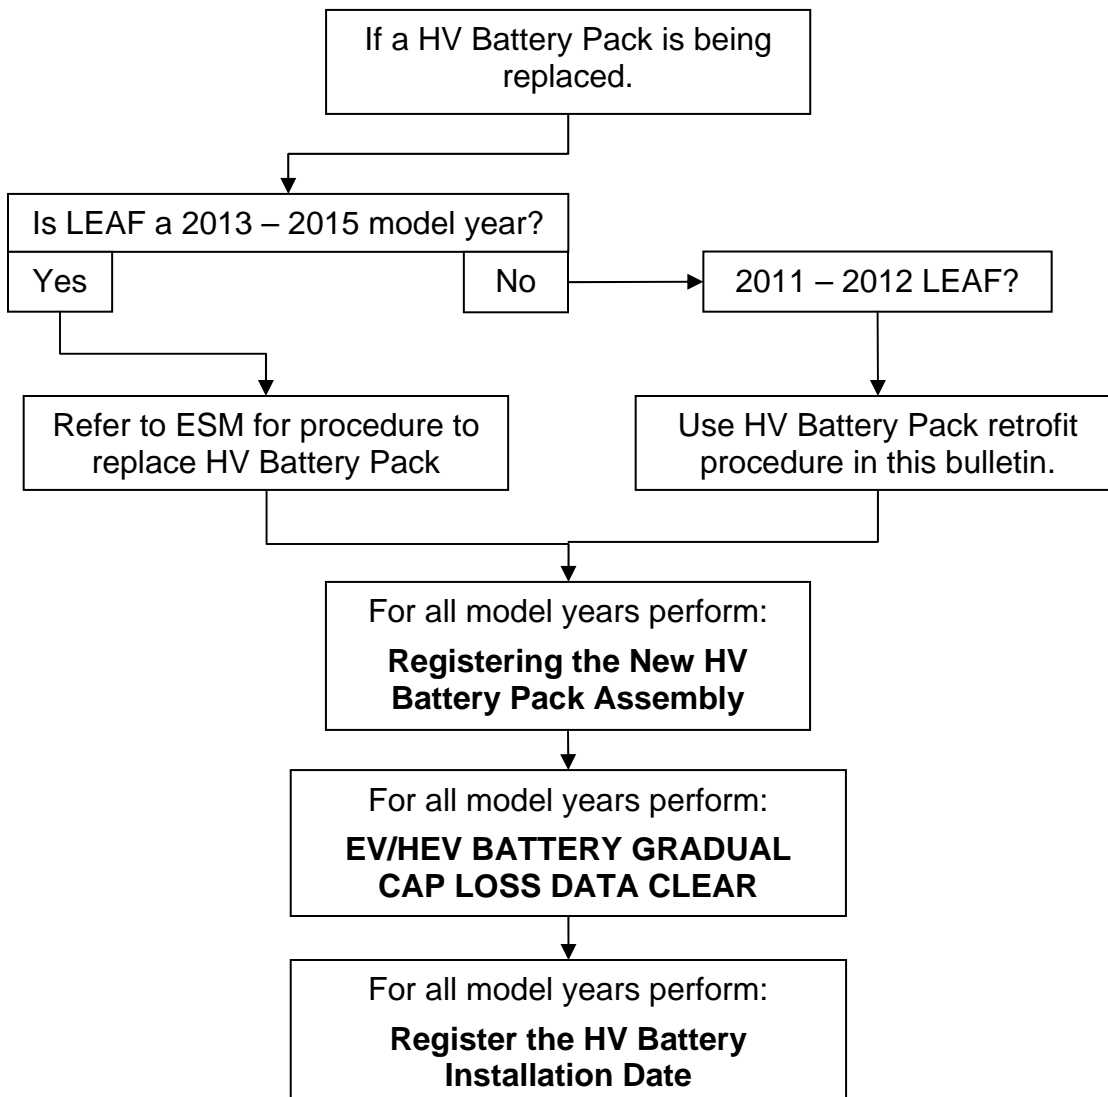 If a HV Battery Pack is being
replaced.
Is LEAF a 2013 – 2015 model year?
Yes
No
2011 – 2012 LEAF?
Refer to ESM for procedure to
replace HV Battery Pack
Use HV Battery Pack retrofit
procedure in this bulletin.
For all model years perform:
Registering the New HV
Battery Pack Assembly
For all model years perform:
EV/HEV BATTERY GRADUAL
CAP LOSS DATA CLEAR
For all model years perform:
Register the HV Battery
Installation Date